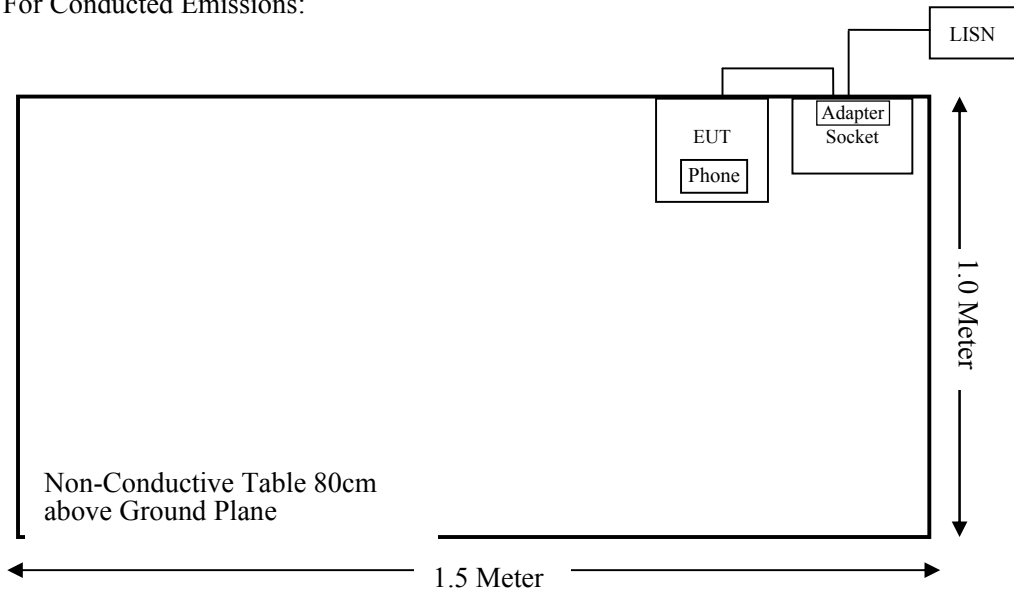 For Conducted Emissions:
LISN
Adapter
Socket
EUT
Phone
1.0 Meter
Non-Conductive Table 80cm
above Ground Plane
1.5 Meter